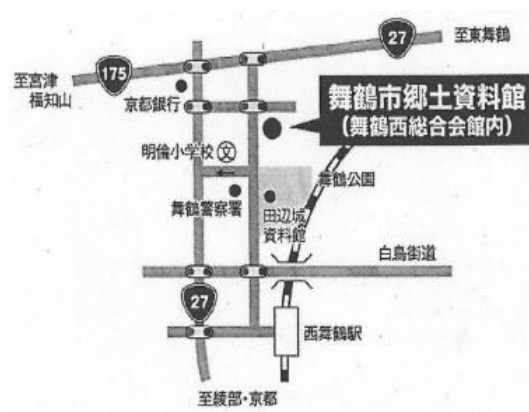 27
至東舞鶴
175
至宮津
福知山
京都銀行
舞鶴市郷土資料館
(舞鶴西総合会館内)
明倫小学校
文
舞鶴公園
舞鶴警察署
田辺城
資料館
白鳥街道
27
西舞鶴駅
至綾部・京都